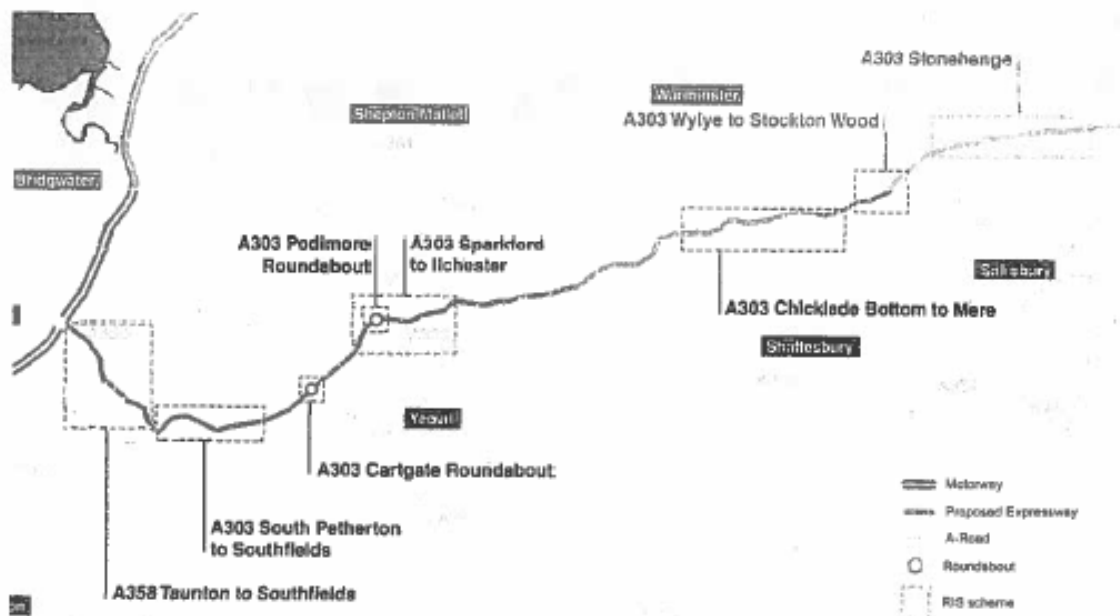 A303 Stonehenge
Warminster
A303 Wylye to Stockton Wood
Shepton Mallet
Bridgwater
A303 Podimore
Roundabout
A303 Sparkford
to Ilchester
Salisbury
A303 Chicklade Bottom to Mere
Shaftesbury
Yeovil
A303 Cartgate Roundabout
A303 South Petherton
to Southfields
A358 Taunton to Southfields
Motorway
Proposed Expressway
A-Road
Roundabout
RIS scheme